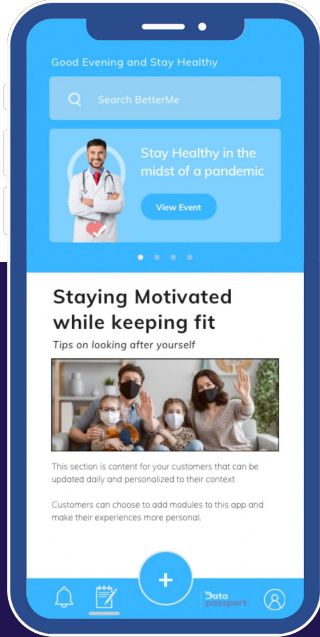 Good Evening and Stay Healthy
Search BetterMe
Stay Healthy in the
midst of a pandemic
View Event
Staying Motivated
while keeping fit
Tips on looking after yourself
This section is content for your customers that can be
updated daily and personalized to their context
Customers can choose to add modules to this app and
make their experiences more personal.
+
Data
passport